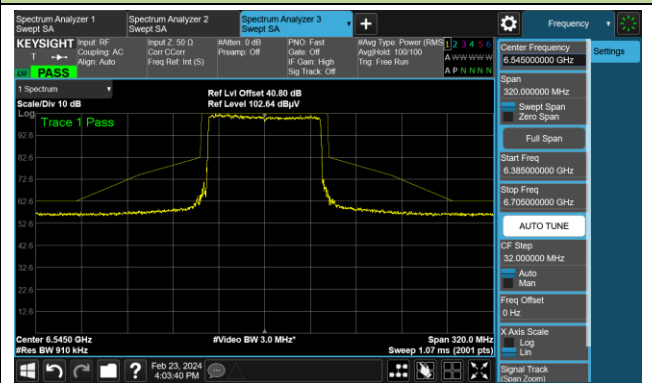 Spectrum Analyzer 1
Swept SA
Spectrum Analyzer 2
Swept SA
Spectrum Analyzer 3
Swept SA
Frequency
KEYSIGHT
Input: RF
Coupling: AC
Align: Auto
Input Z: 50 Ω
Corr CCorr
Freq Ref: Int (S)
#Atten: 0 dB
Preamp: Off
PNO: Fast
Gate: Off
IF Gain: High
Sig Track: Off
#Avg Type: Power (RMS
Avg|Hold: 100/100
Trig: Free Run
1 2 3 4 5 6
A W W W W W
A P N N N N
T
PASS
1 Spectrum
Scale/Div 10 dB
Ref Lvl Offset 40.80 dB
Ref Level 102.64 dBµV
Log
Trace 1 Pass
92.6
82.6
72.6
62.6
52.6
42.6
32.6
22.6
12.6
Center 6.5450 GHz
#Res BW 910 kHz
#Video BW 3.0 MHz*
Span 320.0 MHz
Sweep 1.07 ms (2001 pts)
Center Frequency
6.545000000 GHz
Settings
Span
320.000000 MHz
Swept Span
Zero Span
Full Span
Start Freq
6.385000000 GHz
Stop Freq
6.705000000 GHz
AUTO TUNE
CF Step
32.000000 MHz
Auto
Man
Freq Offset
0 Hz
X Axis Scale
Log
Lin
Signal Track
(Span Zoom)
Feb 23, 2024
4:03:40 PM